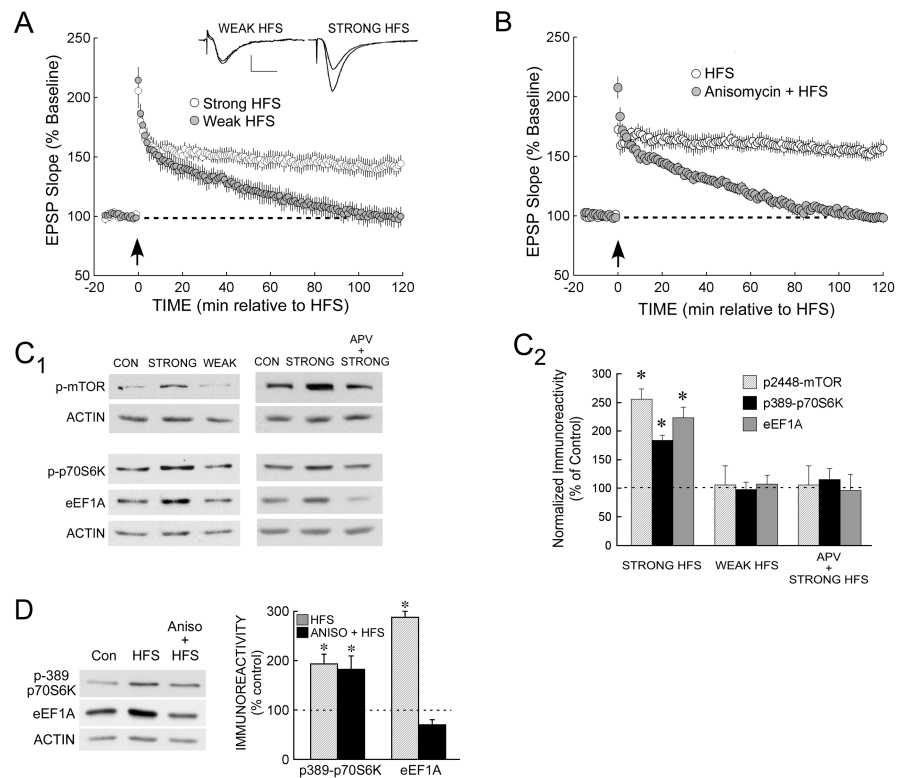 A
WEAK HFS
STRONG HFS
250
200
150
100
50
EPSP Slope (% Baseline)
Strong HFS
Weak HFS
-20 0 20 40 60 80 100 120
TIME (min relative to HFS)
B
250
200
150
100
50
EPSP Slope (% Baseline)
HFS
Anisomycin + HFS
-20 0 20 40 60 80 100 120
TIME (min relative to HFS)
C1
CON STRONG WEAK
CON STRONG APV + STRONG
p-mTOR
ACTIN
p-p70S6K
eEF1A
ACTIN
C2
300
250
200
150
100
50
0
Normalized Immunoreactivity
(% of Control)
* * *
p2448-mTOR
p389-p70S6K
eEF1A
STRONG HFS
WEAK HFS
APV
+
STRONG HFS
D
Con HFS Aniso + HFS
p-389
p70S6K
eEF1A
ACTIN
300
200
100
0
IMMUNOREACTIVITY
(% control)
HFS
ANISO + HFS
* * *
p389-p70S6K eEF1A